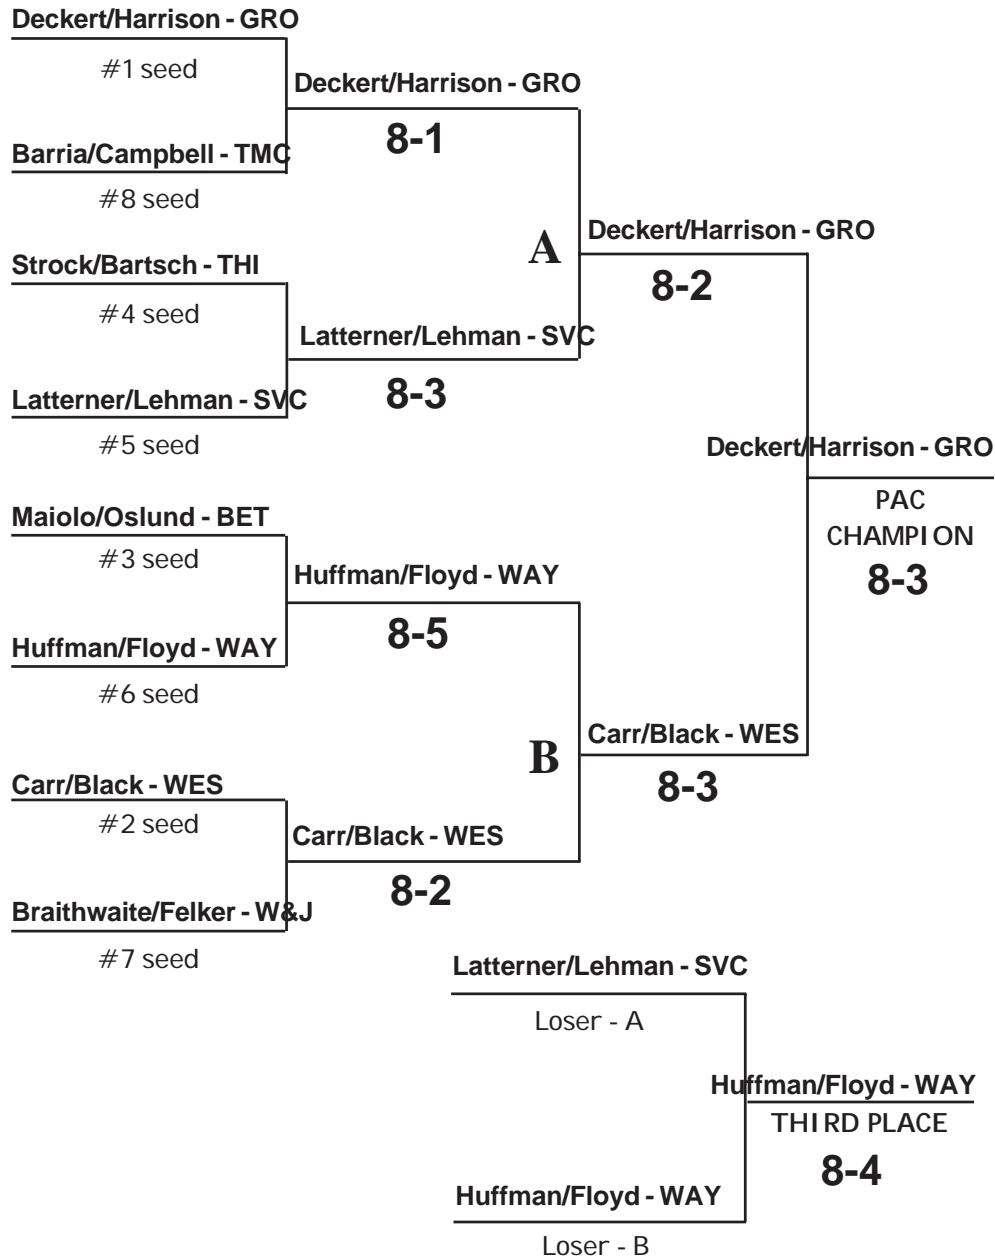 Deckert/Harrison - GRO
#1 seed
Deckert/Harrison - GRO
8-1
Barria/Campbell - TMC
#8 seed
Deckert/Harrison - GRO
A
8-2
Strock/Bartsch - THI
#4 seed
Latterner/Lehman - SVC
8-3
Latterner/Lehman - SVC
#5 seed
Deckert/Harrison - GRO
PAC
CHAMPION
8-3
Maiolo/Oslund - BET
#3 seed
Huffman/Floyd - WAY
8-5
Huffman/Floyd - WAY
#6 seed
Carr/Black - WES
B
8-3
Carr/Black - WES
#2 seed
Carr/Black - WES
8-2
Braithwaite/Felker - W&J
#7 seed
Latterner/Lehman - SVC
Loser - A
Huffman/Floyd - WAY
THIRD PLACE
8-4
Huffman/Floyd - WAY
Loser - B